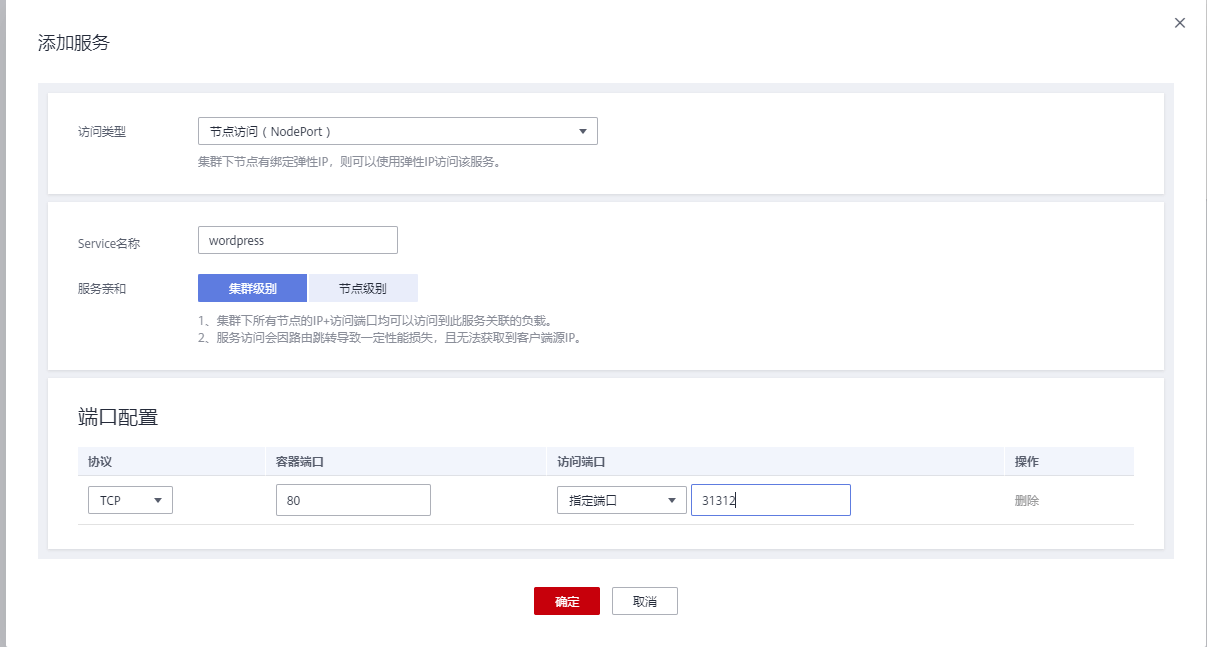 添加服务
访问类型
节点访问 ( NodePort )
集群下节点有绑定弹性IP，则可以使用弹性IP访问该服务。
Service名称
wordpress
服务亲和
集群级别
节点级别
1、集群下所有节点的IP+访问端口均可以访问到此服务关联的负载。
2、服务访问会因路由跳转导致一定性能损失，且无法获取到客户端源IP。
端口配置
协议 容器端口 访问端口 操作
TCP 80 指定端口 31312 删除
确定 取消